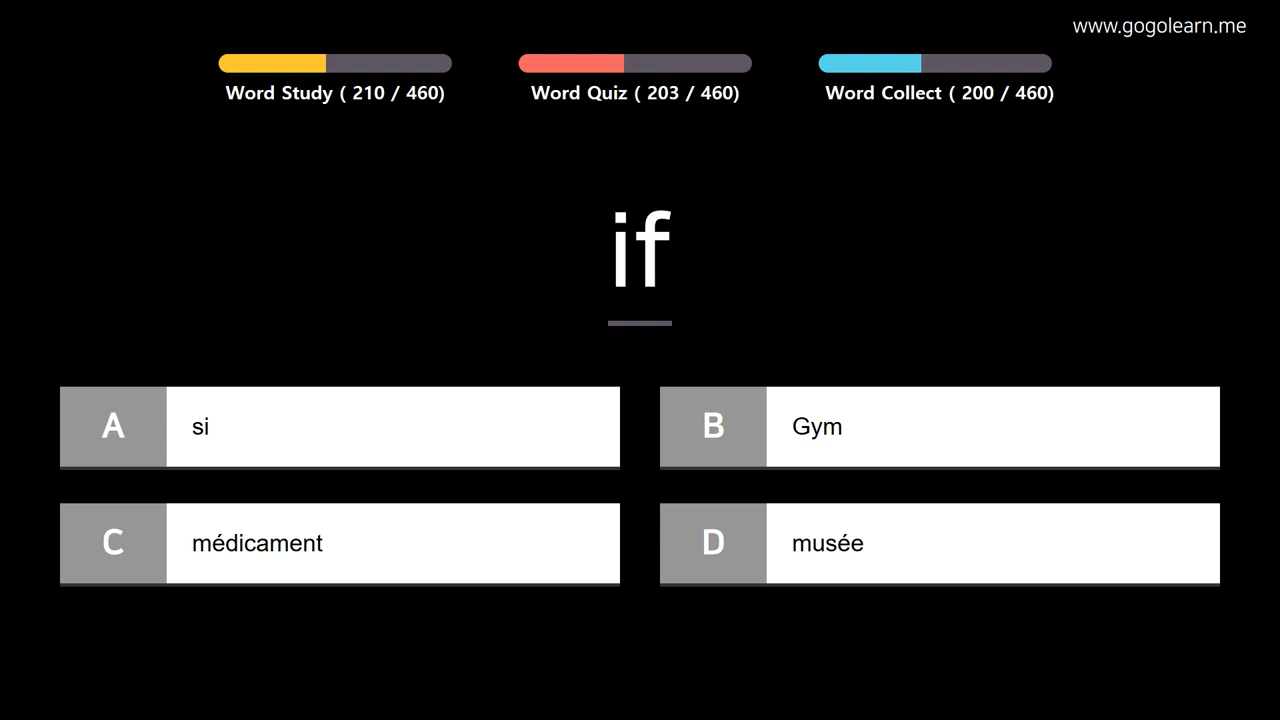 www.gogolearn.me
Word Study ( 210 / 460)
Word Quiz ( 203 / 460)
Word Collect ( 200 / 460)
if
A si
B Gym
C médicament
D musée